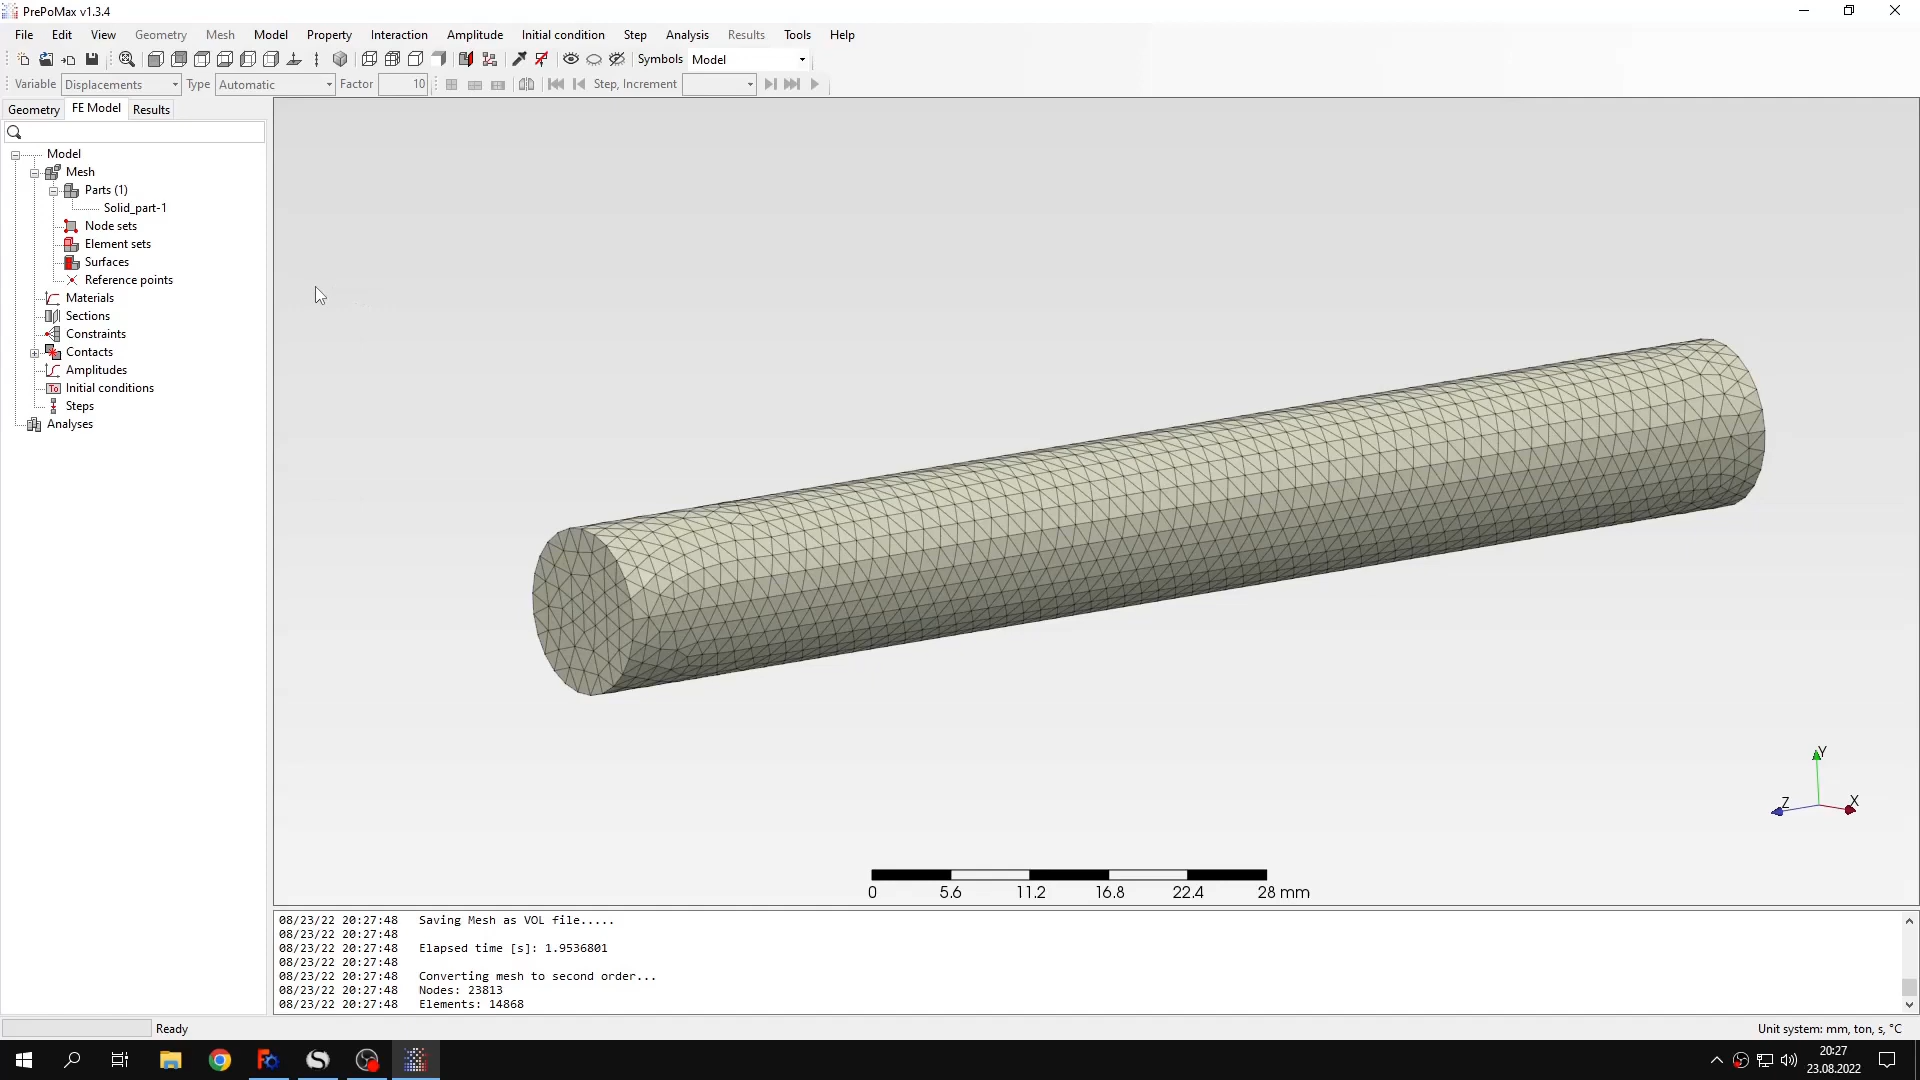 PrePoMax v1.3.4
File Edit View Geometry Mesh Model Property Interaction Amplitude Initial condition Step Analysis Results Tools Help
Symbols Model
Variable Displacements Type Automatic Factor 10 Step, Increment
Geometry FE Model Results
Model
Mesh
Parts (1)
Solid_part-1
Node sets
Element sets
Surfaces
Reference points
Materials
Sections
Constraints
Contacts
Amplitudes
Initial conditions
Steps
Analyses
Y
Z X
0 5.6 11.2 16.8 22.4 28 mm
08/23/22 20:27:48 Saving Mesh as VOL file.....
08/23/22 20:27:48
08/23/22 20:27:48 Elapsed time [s]: 1.9536801
08/23/22 20:27:48
08/23/22 20:27:48 Converting mesh to second order...
08/23/22 20:27:48 Nodes: 23813
08/23/22 20:27:48 Elements: 14868
Ready
Unit system: mm, ton, s, °C
20:27
23.08.2022